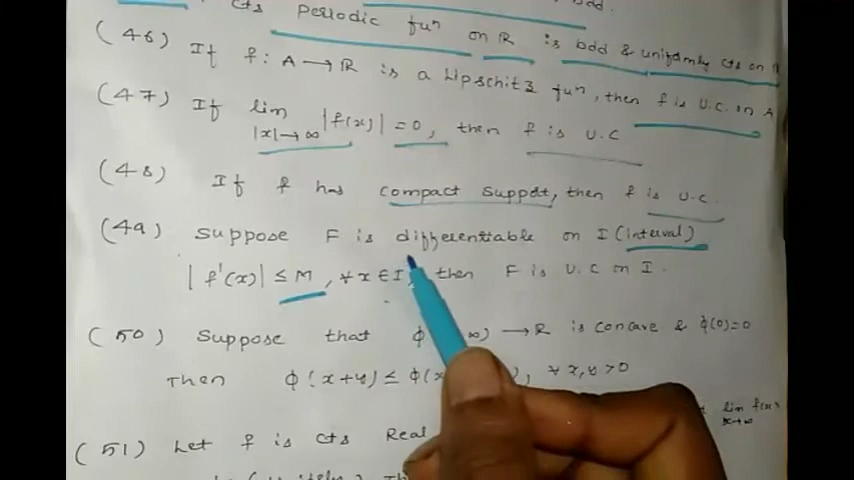 cts periodic fuⁿ on R is bdd & uniformly cts on
(46) If f: A → R is a Lipschitz fuⁿ, then f is U.C. on A
(47) If lim |x|→∞ |f(x)| = 0, then f is U.C
(48) If f has compact support, then f is U.C.
(49) Suppose F is differentiable on I (interval)
|f'(x)| ≤ M, ∀ x ∈ I, then F is U.C on I.
(50) Suppose that ϕ ∞) → R is concave & ϕ(0)=0
Then ϕ(x+y) ≤ ϕ(x ), ∀ x,y >0
lim x→∞ f(x)
(51) Let f is cts Real